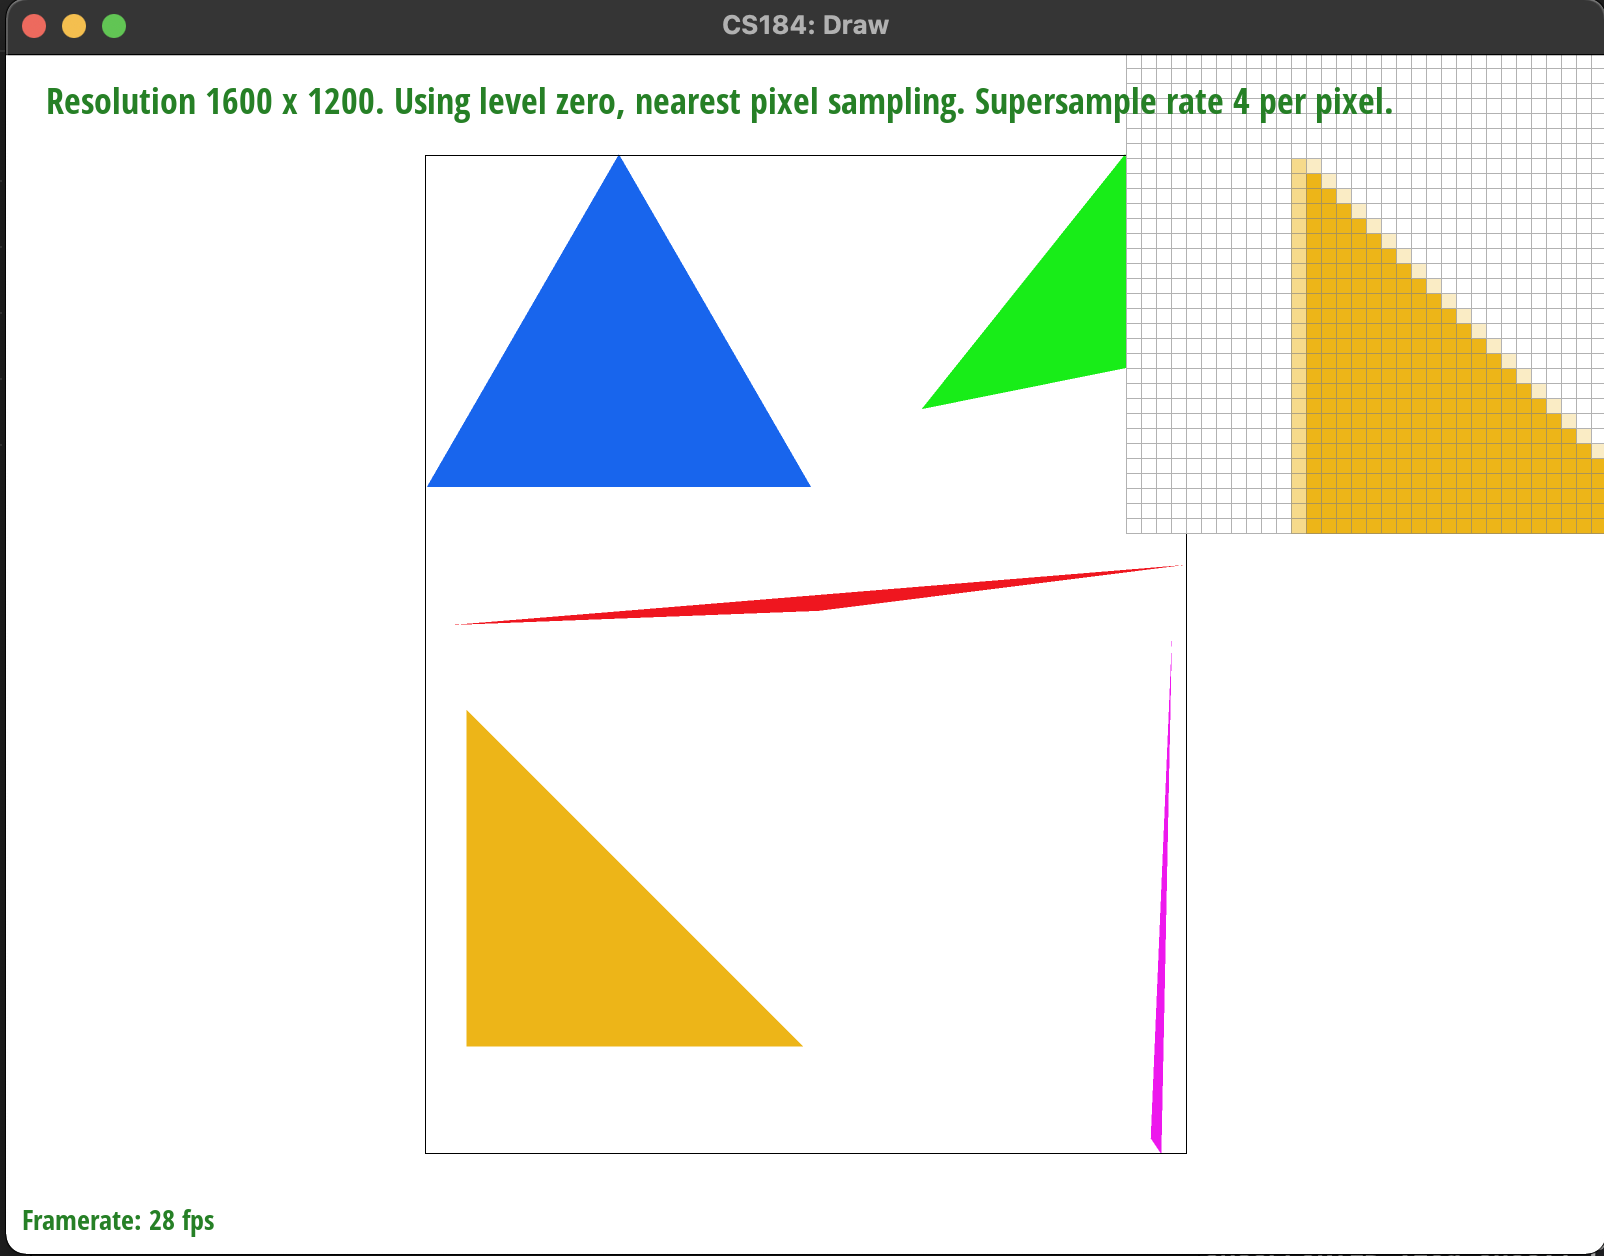 CS184: Draw
Resolution 1600 x 1200. Using level zero, nearest pixel sampling. Supersample rate 4 per pixel.
Framerate: 28 fps